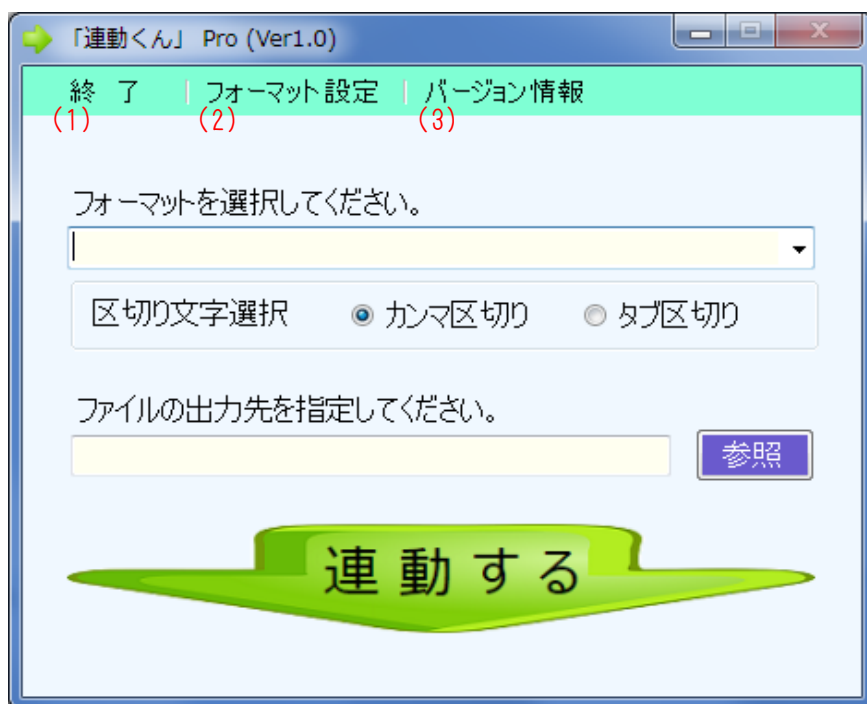 「連動くん」 Pro (Ver1.0)
終 了 | フォーマット設定 | バージョン情報
(1) (2) (3)
フォーマットを選択してください。
区切り文字選択 カンマ区切り タブ区切り
ファイルの出力先を指定してください。
参照
連 動 す る